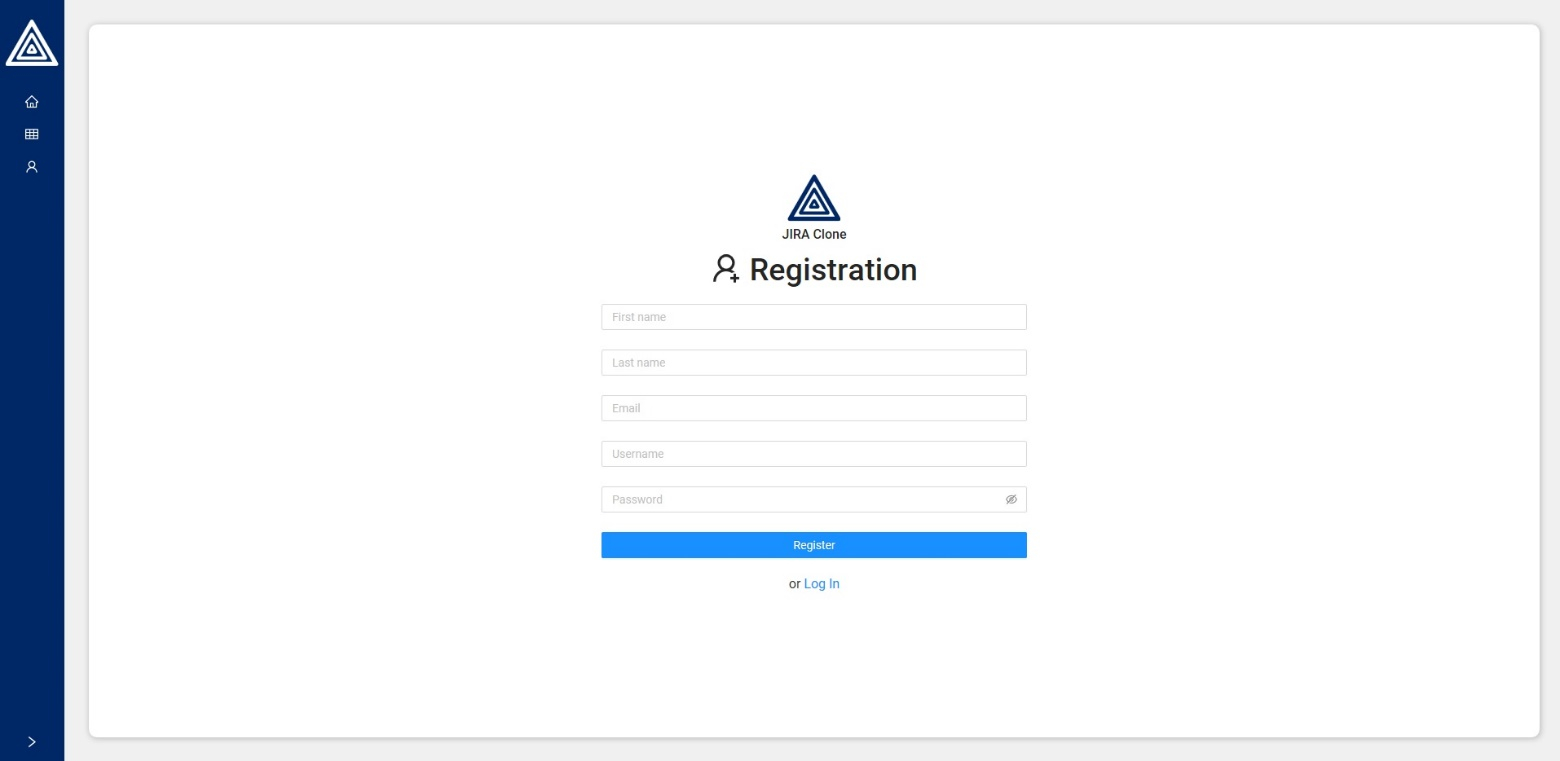 JIRA Clone
Registration
First name
Last name
Email
Username
Password
Register
or Log In